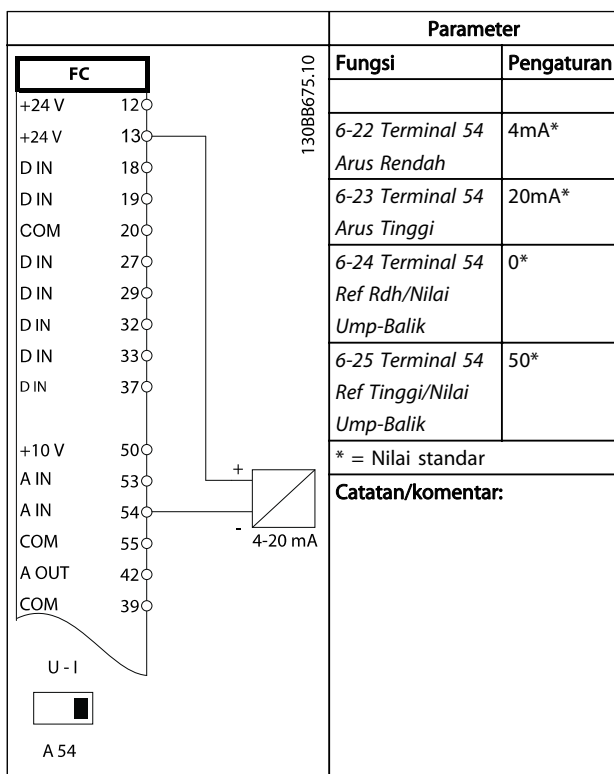 Parameter
Fungsi Pengaturan
6-22 Terminal 54 4mA*
Arus Rendah
6-23 Terminal 54 20mA*
Arus Tinggi
6-24 Terminal 54 0*
Ref Rdh/Nilai
Ump-Balik
6-25 Terminal 54 50*
Ref Tinggi/Nilai
Ump-Balik
* = Nilai standar
Catatan/komentar:
FC
130BB675.10
+24 V 12
+24 V 13
D IN 18
D IN 19
COM 20
D IN 27
D IN 29
D IN 32
D IN 33
D IN 37
+10 V 50
A IN 53
A IN 54
COM 55
A OUT 42
COM 39
+
-
4-20 mA
U - I
A 54